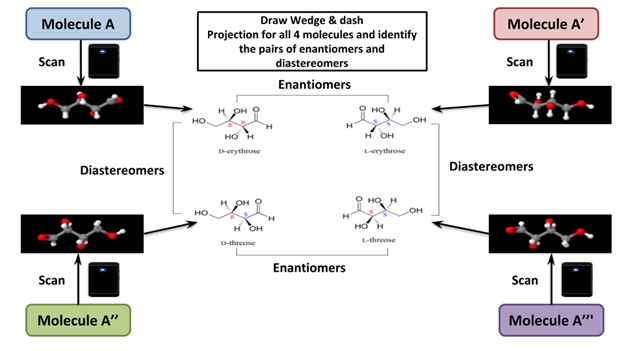 Molecule A
Draw Wedge & dash
Projection for all 4 molecules and identify
the pairs of enantiomers and
diastereomers
Molecule A'
Scan
Scan
Enantiomers
H OH O
HO R R H
H OH
D-erythrose
O HO H
H S S OH
H OH
L-erythrose
Diastereomers
Diastereomers
H OH O
HO R S H
H OH
D-threose
O H OH
H R S OH
HO H
L-threose
Enantiomers
Scan
Scan
Molecule A''
Molecule A'''